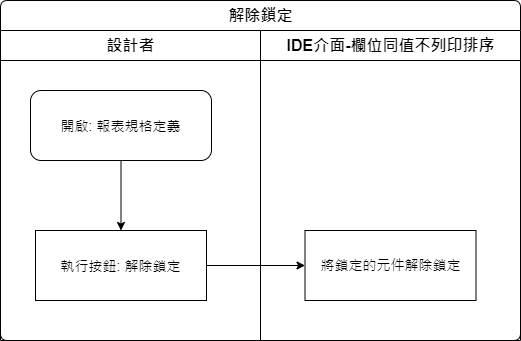 解除鎖定
設計者
IDE介面-欄位同值不列印排序
開啟: 報表規格定義
執行按鈕: 解除鎖定
將鎖定的元件解除鎖定